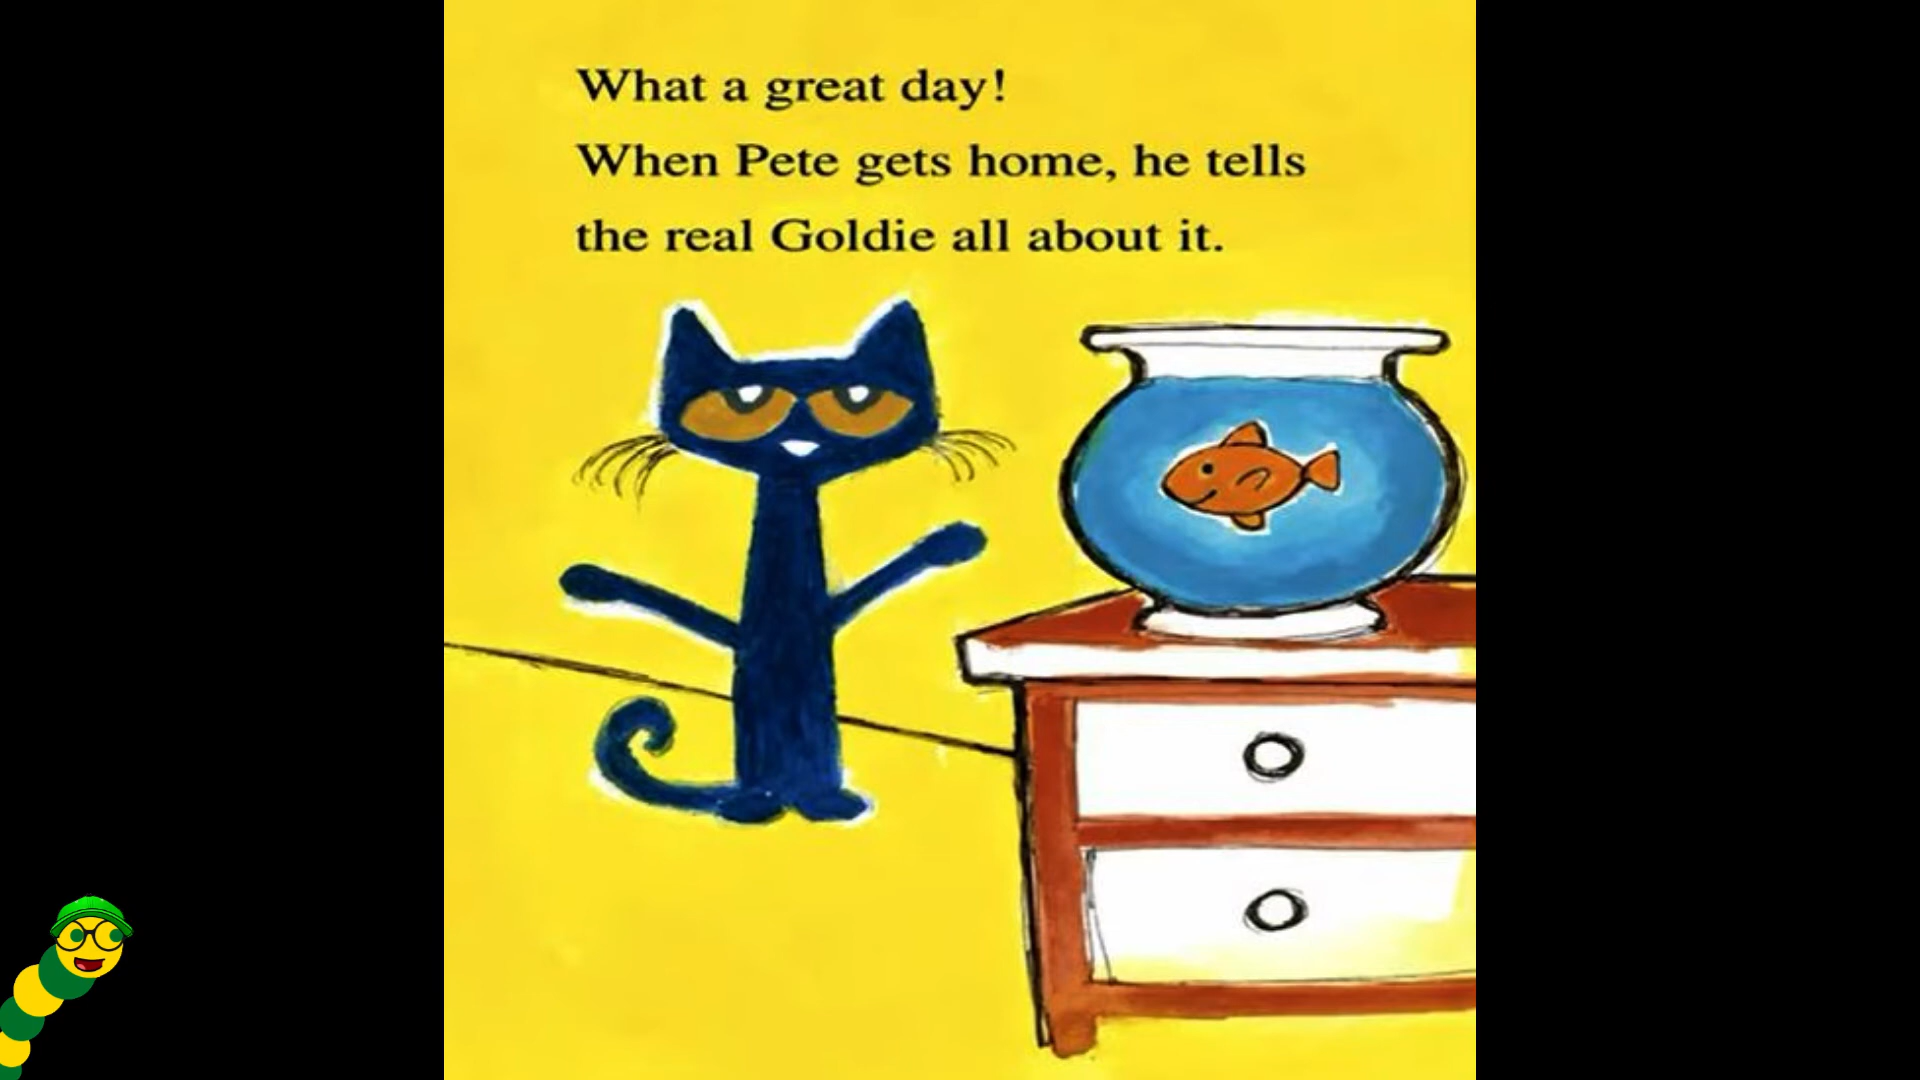 What a great day!
When Pete gets home, he tells
the real Goldie all about it.